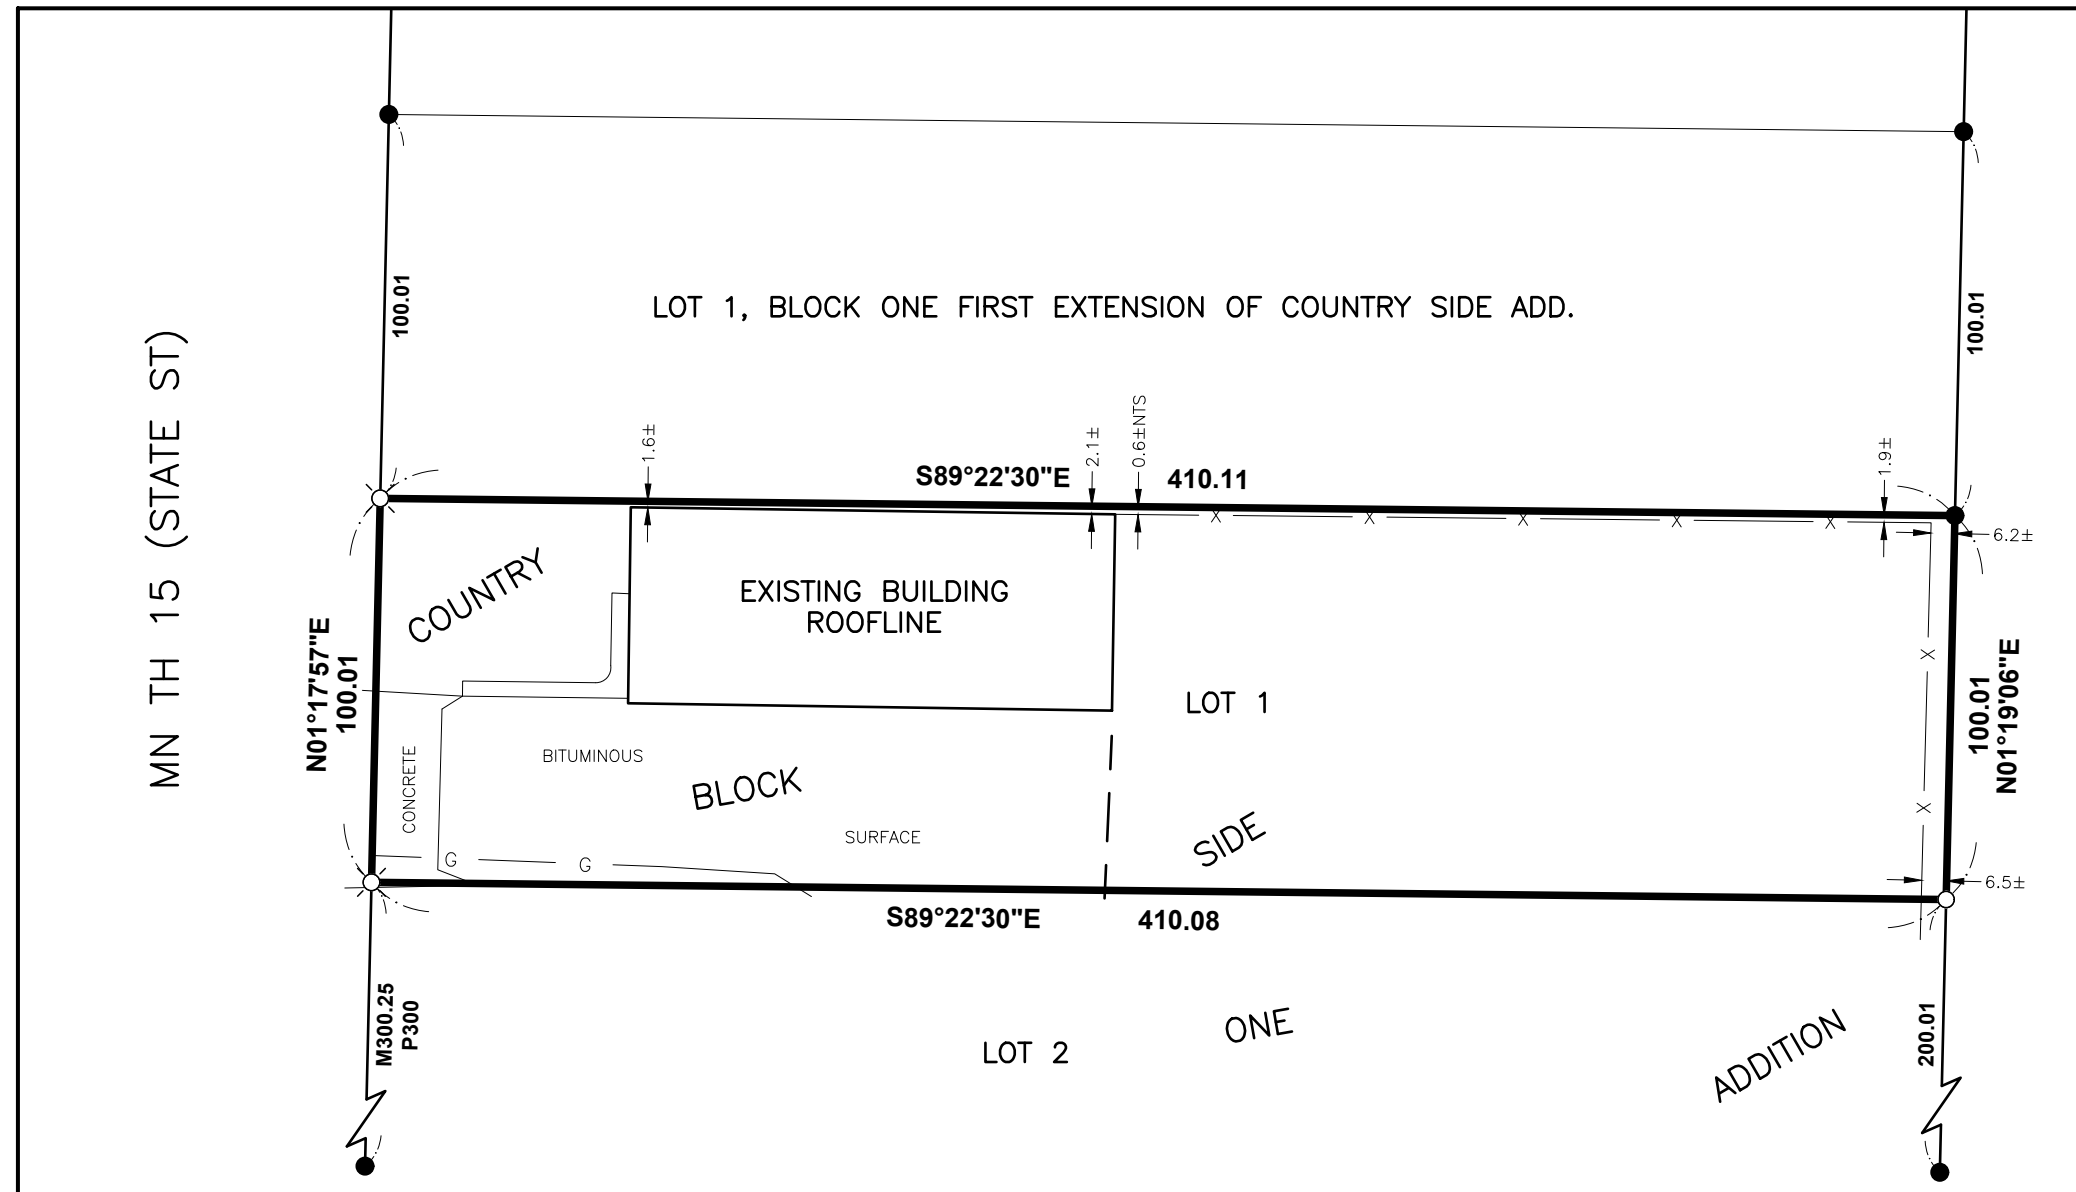 100.01
LOT 1, BLOCK ONE FIRST EXTENSION OF COUNTRY SIDE ADD.
100.01
MN TH 15 (STATE ST)
1.6±
2.1±
0.6±NTS
1.9±
S89°22'30"E 410.11
X X X X X
6.2±
COUNTRY
EXISTING BUILDING
ROOFLINE
N01°17'57"E
100.01
X
LOT 1
100.01
N01°19'06"E
CONCRETE
BITUMINOUS
BLOCK
X
SURFACE
SIDE
G G
6.5±
S89°22'30"E 410.08
M300.25
P300
LOT 2
ONE
ADDITION
200.01